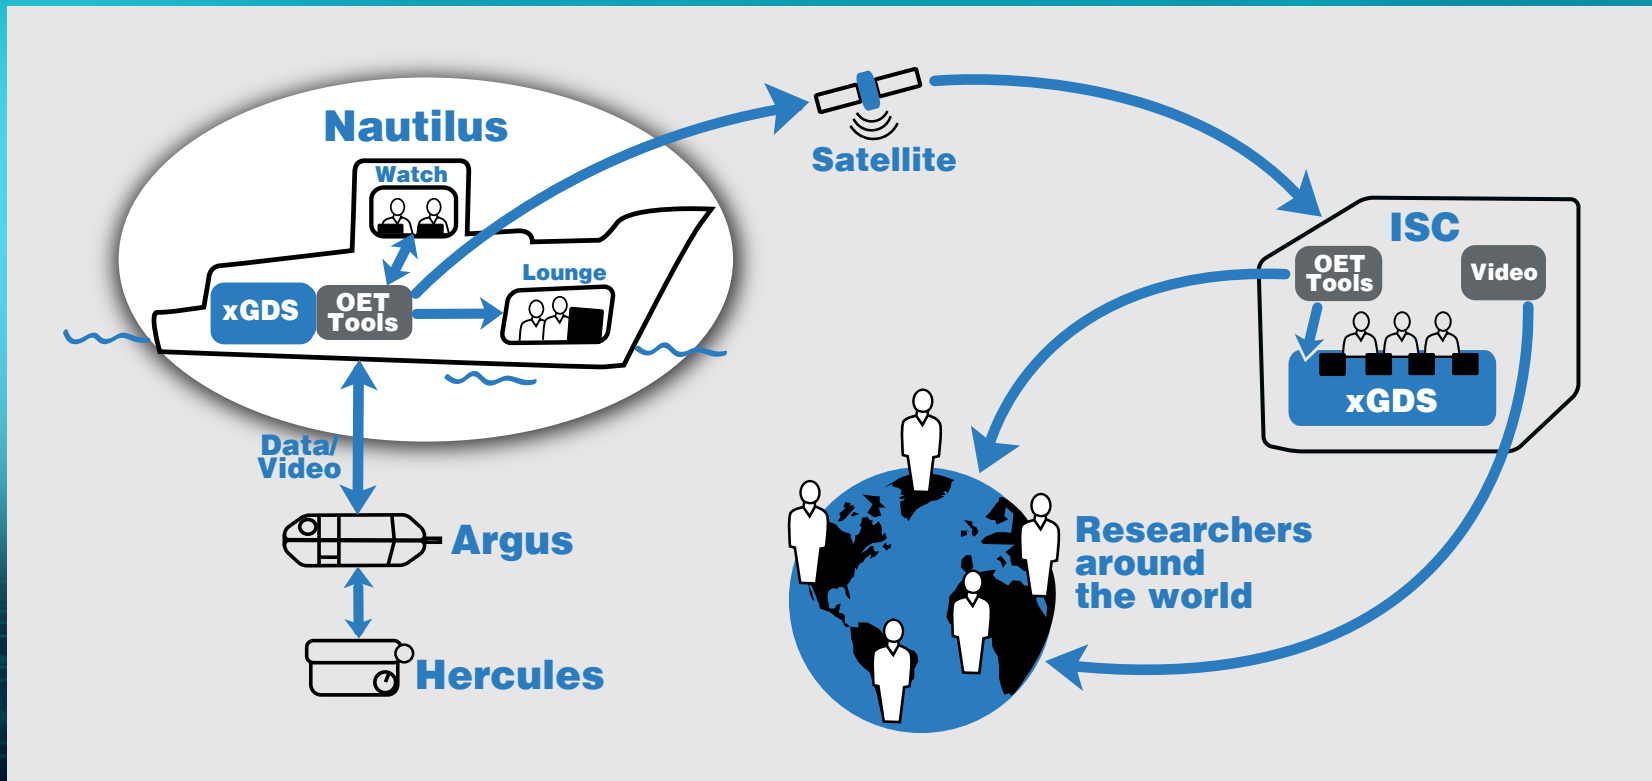 Nautilus
Watch
Lounge
xGDS
OET
Tools
Data/
Video
Argus
Hercules
Satellite
ISC
OET
Tools
Video
xGDS
Researchers
around
the world